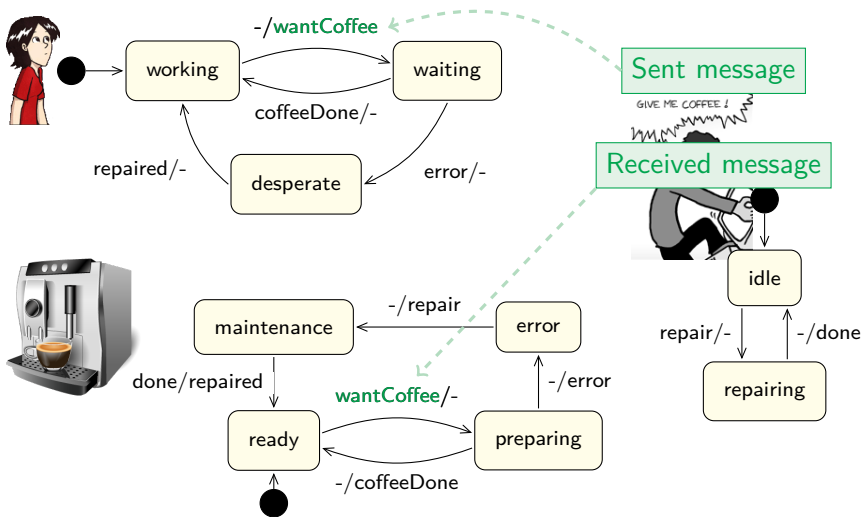 -/wantCoffee
Sent message
working
waiting
GIVE ME COFFEE!
coffeeDone/-
Received message
repaired/-
desperate
error/-
idle
-/repair
maintenance
error
repair/-
-/done
done/repaired
-/error
wantCoffee/-
repairing
ready
preparing
-/coffeeDone